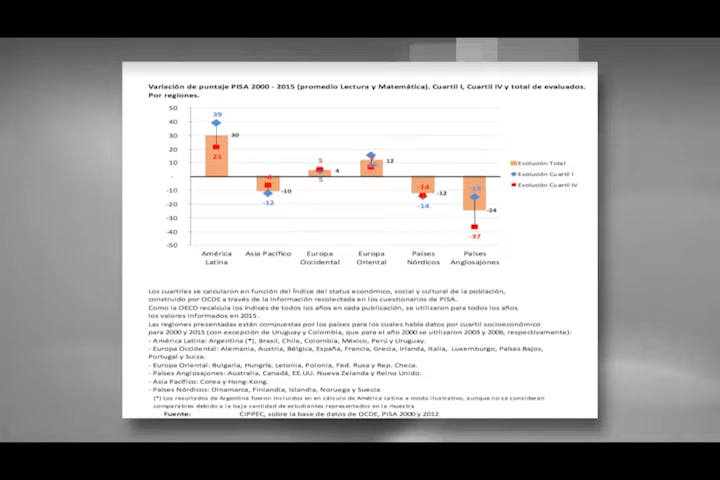 Variación de puntaje PISA 2000 - 2015 (promedio Lectura y Matemática). Cuartil I, Cuartil IV y total de evaluados.
Por regiones.
50
40
30
20
10
-
-10
-20
-30
-40
-50
39
30
21
-10
-12
5
4
5
12
-14
-12
-14
-24
-37
Evolución Total
Evolución Cuartil I
Evolución Cuartil IV
América Latina
Asia Pacífico
Europa Occidental
Europa Oriental
Países Nórdicos
Países Anglosajones
Los cuartiles se calcularon en función del Índice del status económico, social y cultural de la población,
construido por OCDE a través de la información recolectada en los cuestionarios de PISA.
Como la OECD recalcula los índices de todos los años en cada publicación, se utilizaron para todos los años
los valores informados en 2015.
Las regiones presentadas están compuestas por los países para los cuales había datos por cuartil socioeconómico
para 2000 y 2015 (con excepción de Uruguay y Colombia, que para el año 2000 se utilizaron 2003 y 2006, respectivamente):
- América Latina: Argentina (*), Brasil, Chile, Colombia, México, Perú y Uruguay.
- Europa Occidental: Alemania, Austria, Bélgica, España, Francia, Grecia, Irlanda, Italia, Luxemburgo, Países Bajos,
Portugal y Suiza.
- Europa Oriental: Bulgaria, Hungría, Letonia, Polonia, Fed. Rusa y Rep. Checa.
- Países Anglosajones: Australia, Canadá, EE.UU. Nueva Zelanda y Reino Unido.
- Asia Pacífico: Corea y Hong-Kong.
- Países Nórdicos: Dinamarca, Finlandia, Islandia, Noruega y Suecia
(*) Los resultados de Argentina fueron incluidos en en cálculo de América Latina a modo ilustrativo, aunque no se consideran
comparables debido a la baja cantidad de estudiantes representados en la muestra
Fuente: CIPPEC, sobre la base de datos de OCDE, PISA 2000 y 2012.